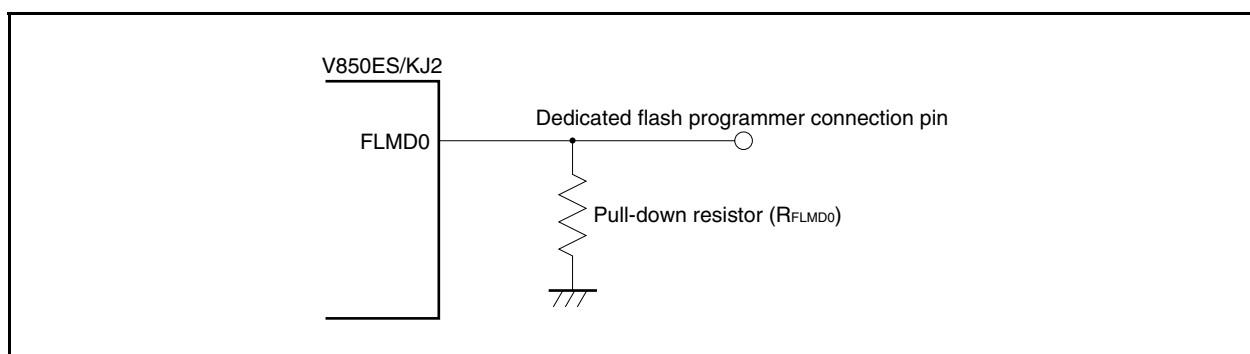 V850ES/KJ2
Dedicated flash programmer connection pin
FLMD0
Pull-down resistor (RFLMD0)